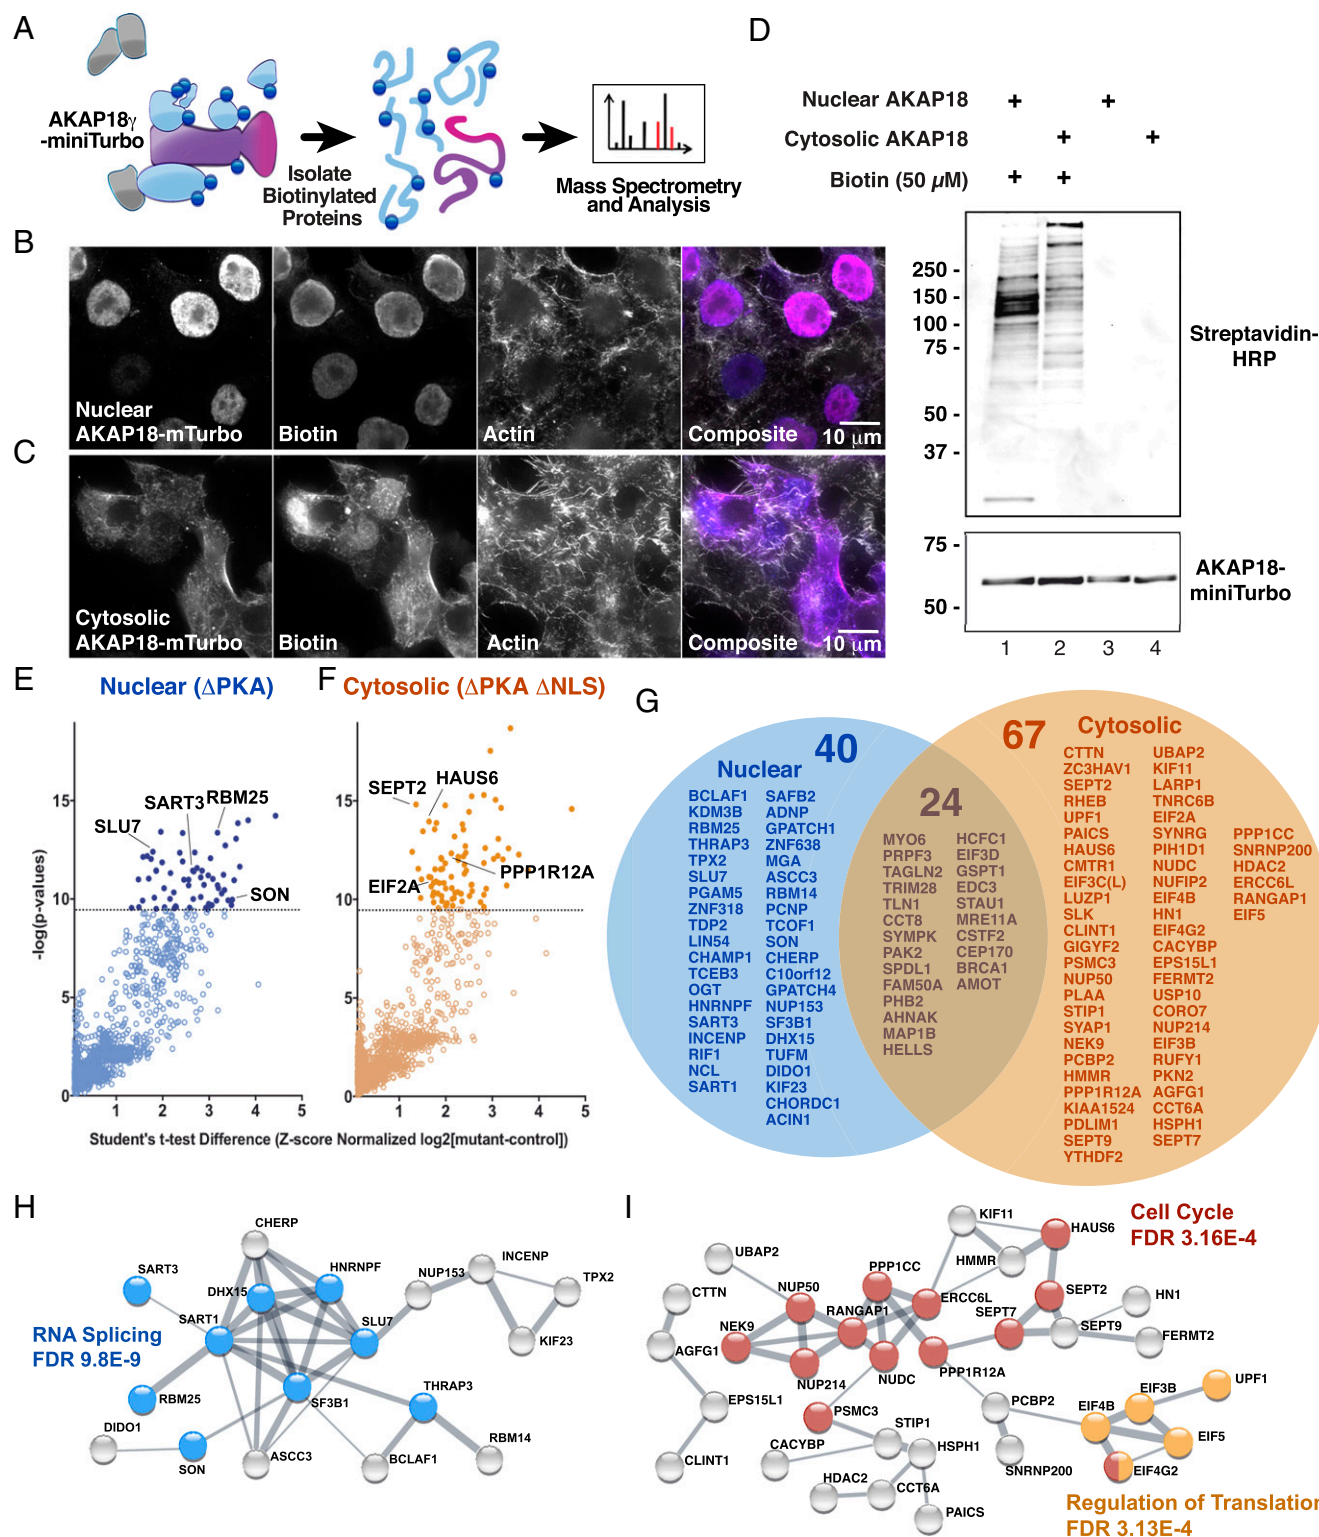 A
AKAP18γ
-miniTurbo
Isolate
Biotinylated
Proteins
Mass Spectrometry
and Analysis
D
Nuclear AKAP18 + +
Cytosolic AKAP18 + +
Biotin (50 µM) + +
250 -
150 -
100 -
75 -
50 -
37 -
Streptavidin-
HRP
75 -
50 -
AKAP18-
miniTurbo
1 2 3 4
B
Nuclear
AKAP18-mTurbo
Biotin
Actin
Composite
10 µm
C
Cytosolic
AKAP18-mTurbo
Biotin
Actin
Composite
10 µm
E
Nuclear (ΔPKA)
-log(p-values)
15
10
5
0
SART3
RBM25
SLU7
SON
1 2 3 4 5
F
Cytosolic (ΔPKA ΔNLS)
15
10
5
0
SEPT2
HAUS6
PPP1R12A
EIF2A
1 2 3 4 5
Student's t-test Difference (Z-score Normalized log2[mutant-control])
G
40
Nuclear
BCLAF1
KDM3B
RBM25
THRAP3
TPX2
SLU7
PGAM5
ZNF318
TDP2
LIN54
CHAMP1
TCEB3
OGT
HNRNPF
SART3
INCENP
RIF1
NCL
SART1
SAFB2
ADNP
GPATCH1
ZNF638
MGA
ASCC3
RBM14
PCNP
TCOF1
SON
CHERP
C10orf12
GPATCH4
NUP153
SF3B1
DHX15
TUFM
DIDO1
KIF23
CHORDC1
ACIN1
24
MYO6
PRPF3
TAGLN2
TRIM28
TLN1
CCT8
SYMPK
PAK2
SPDL1
FAM50A
PHB2
AHNAK
MAP1B
HELLS
HCFC1
EIF3D
GSPT1
EDC3
STAU1
MRE11A
CSTF2
CEP170
BRCA1
AMOT
67
Cytosolic
CTTN
ZC3HAV1
SEPT2
RHEB
UPF1
PAICS
HAUS6
CMTR1
EIF3C(L)
LUZP1
SLK
CLINT1
GIGYF2
PSMC3
NUP50
PLAA
STIP1
SYAP1
NEK9
PCBP2
HMMR
PPP1R12A
KIAA1524
PDLIM1
SEPT9
YTHDF2
UBAP2
KIF11
LARP1
TNRC6B
EIF2A
SYNRG
PIH1D1
NUDC
NUFIP2
EIF4B
HN1
EIF4G2
CACYBP
EPS15L1
FERMT2
USP10
CORO7
NUP214
EIF3B
RUFY1
PKN2
AGFG1
CCT6A
HSPH1
SEPT7
PPP1CC
SNRNP200
HDAC2
ERCC6L
RANGAP1
EIF5
H
RNA Splicing
FDR 9.8E-9
CHERP
SART3
HNRNPF
DHX15
SART1
SLU7
NUP153
INCENP
TPX2
KIF23
RBM25
SF3B1
THRAP3
DIDO1
SON
ASCC3
BCLAF1
RBM14
I
Cell Cycle
FDR 3.16E-4
KIF11
HAUS6
HMMR
UBAP2
PPP1CC
NUP50
CTTN
ERCC6L
RANGAP1
SEPT2
HN1
SEPT7
NEK9
SEPT9
FERMT2
AGFG1
NUP214
NUDC
PPP1R12A
UPF1
EIF3B
EPS15L1
PSMC3
PCBP2
EIF4B
STIP1
EIF5
CACYBP
HSPH1
CLINT1
SNRNP200
EIF4G2
HDAC2
CCT6A
PAICS
Regulation of Translation
FDR 3.13E-4